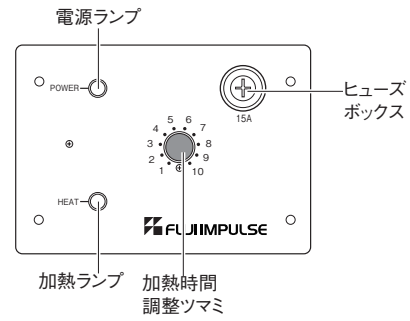 電源ランプ
POWER
ヒューズ
ボックス
15A
1 2 3 4 5 6 7 8 9 10
HEAT
FUJI IMPULSE
加熱ランプ
加熱時間
調整ツマミ